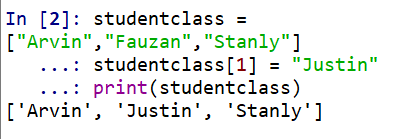 In [2]: studentclass =
["Arvin","Fauzan","Stanly"]
   ...: studentclass[1] = "Justin"
   ...: print(studentclass)
['Arvin', 'Justin', 'Stanly']